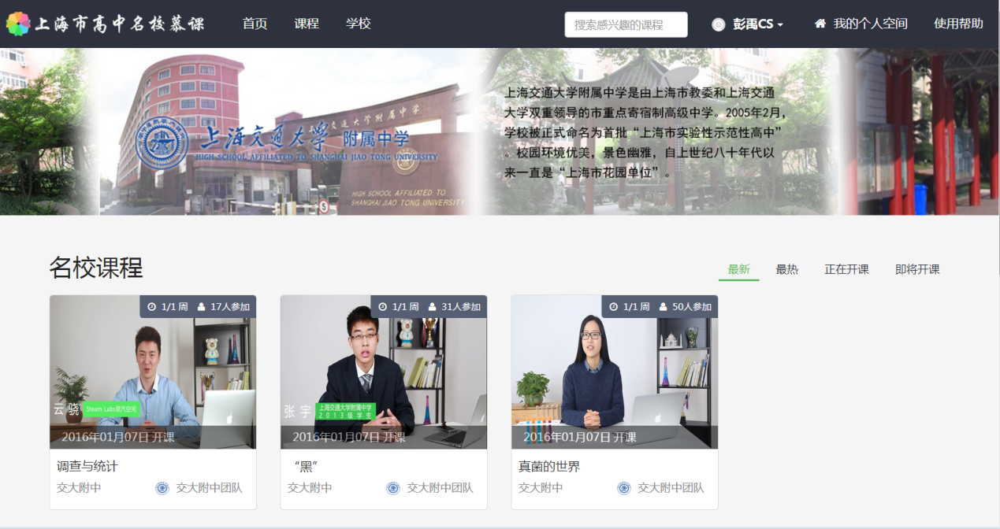 上海市高中名校慕课
首页 课程 学校
搜索感兴趣的课程
彭禹CS
我的个人空间
使用帮助
上海交通大学 附属中学
HIGH SCHOOL AFFILIATED TO SHANGHAI JIAO TONG UNIVERSITY
交通大学附属中学
HIGH SCHOOL AFFILIATED TO
SHANGHAI JIAO TONG UNIVERSITY
5
上海交通大学附属中学是由上海市教委和上海交通
大学双重领导的市重点寄宿制高级中学。2005年2月,
学校被正式命名为首批“上海市实验性示范性高中”
。校园环境优美，景色幽雅，自上世纪八十年代以
来一直是“上海市花园单位”。
名校课程
最新 最热 正在开课 即将开课
1/1 周 17人参加
云 骁 Steam Labs蒸汽空间
2016年01月07日 开课
调查与统计
交大附中 交大附中团队
1/1 周 31人参加
张 宇 上海交通大学附属中学
2013级学生
2016年01月07日 开课
“黑”
交大附中 交大附中团队
1/1 周 50人参加
2016年01月07日 开课
真菌的世界
交大附中 交大附中团队